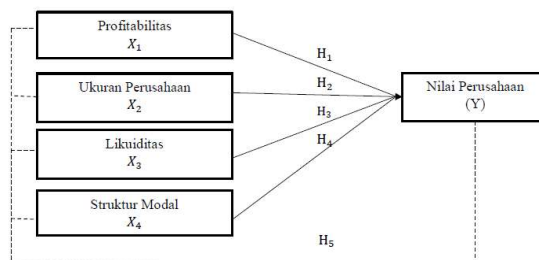 Profitabilitas
X₁
H₁
Ukuran Perusahaan
X₂
H₂
Nilai Perusahaan
(Y)
H₃
Likuiditas
X₃
H₄
Struktur Modal
X₄
H₅